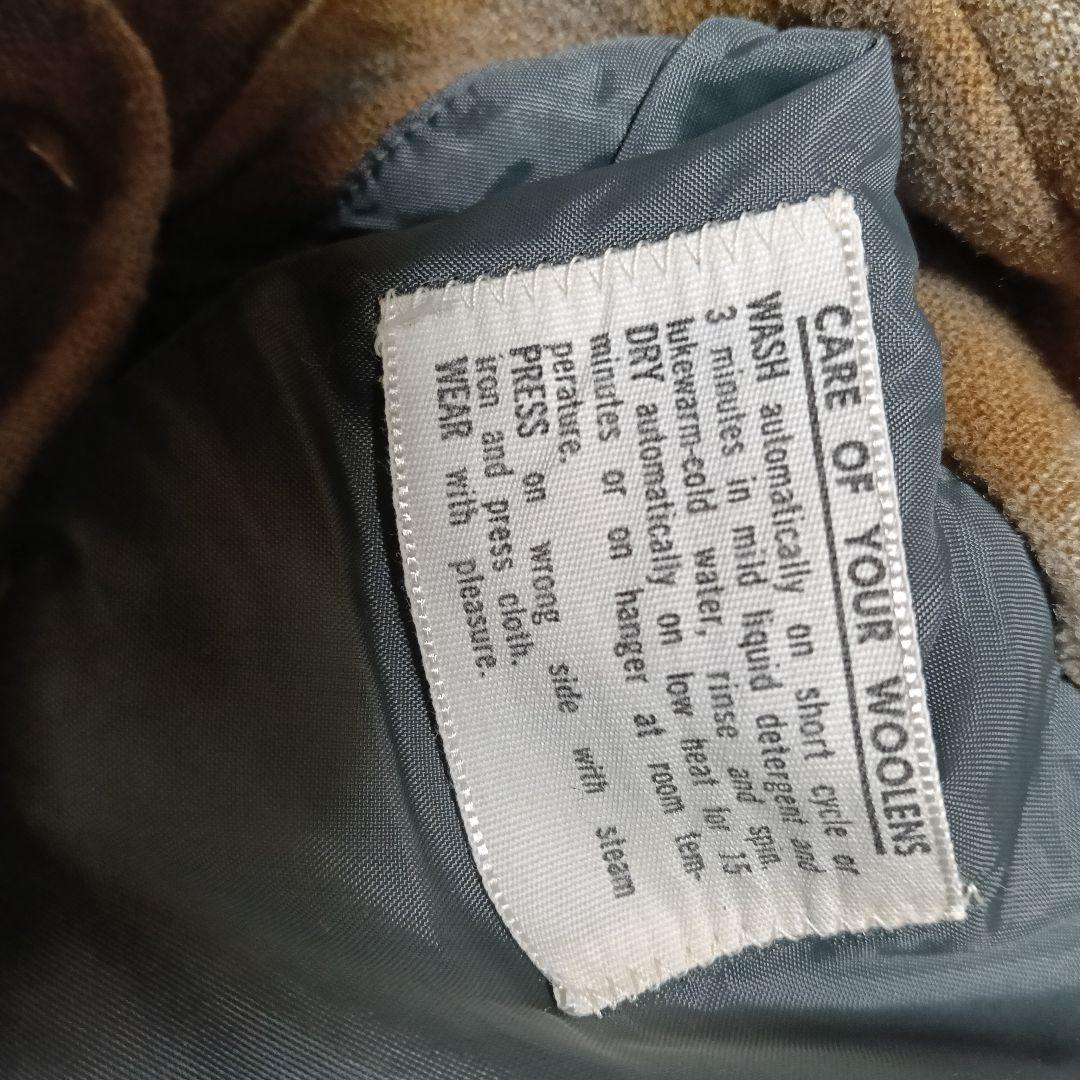 CARE OF YOUR WOOLENS
WASH automatically on short cycle or
3 minutes in mild liquid detergent and
lukewarm-cold water, rinse and spin.
DRY automatically on low heat for 15
minutes or on hanger at room tem-
perature.
PRESS on wrong side with steam
iron and press cloth.
WEAR with pleasure.